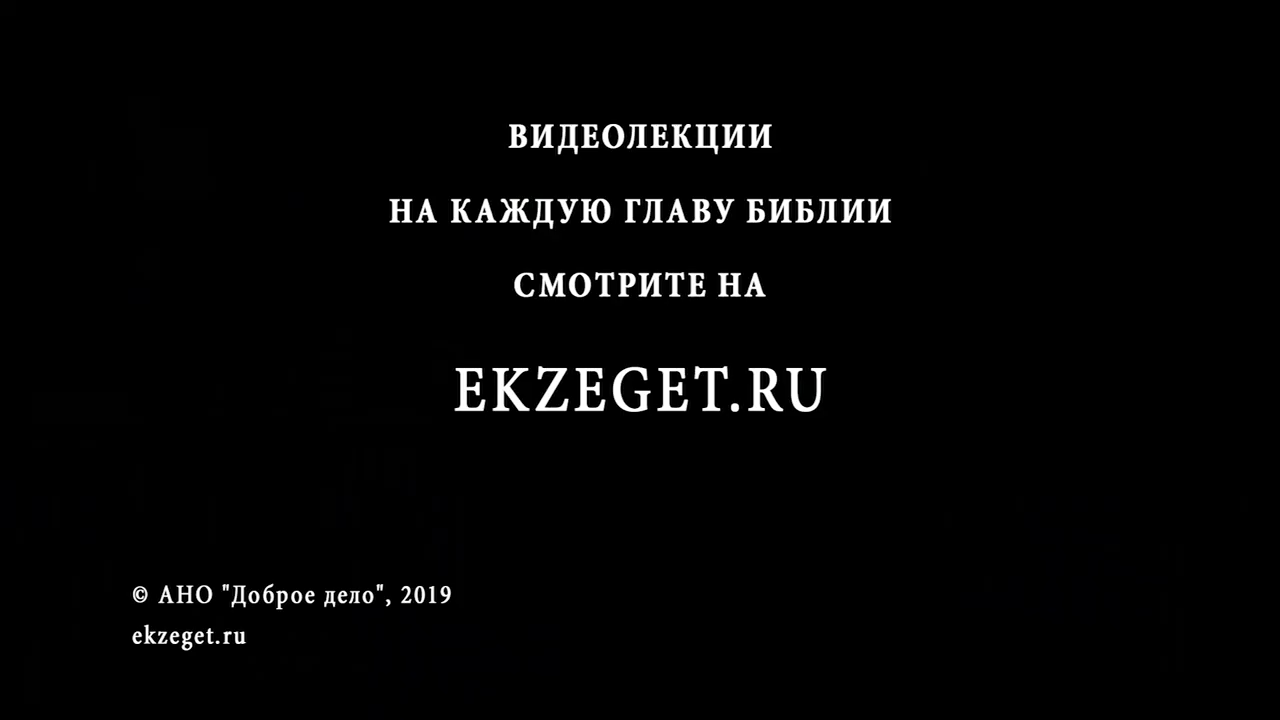 ВИДЕОЛЕКЦИИ
НА КАЖДУЮ ГЛАВУ БИБЛИИ
СМОТРИТЕ НА
EKZEGET.RU
© АНО "Доброе дело", 2019
ekzeget.ru